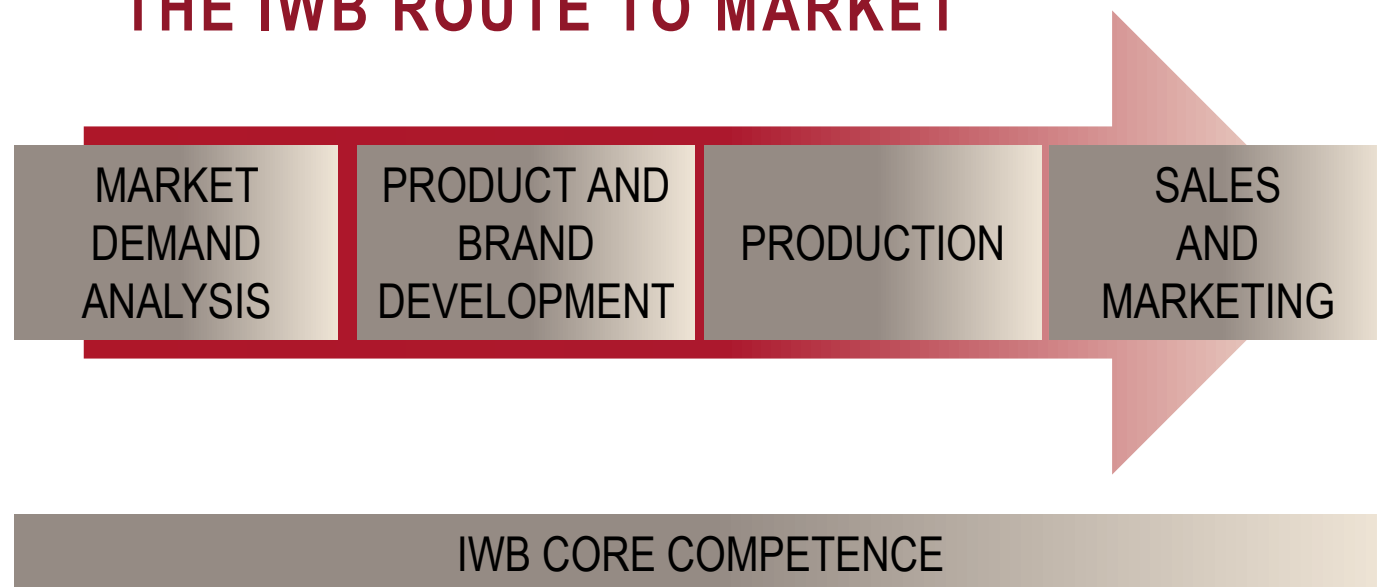 THE IWB ROUTE TO MARKET
MARKET
DEMAND
ANALYSIS
PRODUCT AND
BRAND
DEVELOPMENT
PRODUCTION
SALES
AND
MARKETING
IWB CORE COMPETENCE